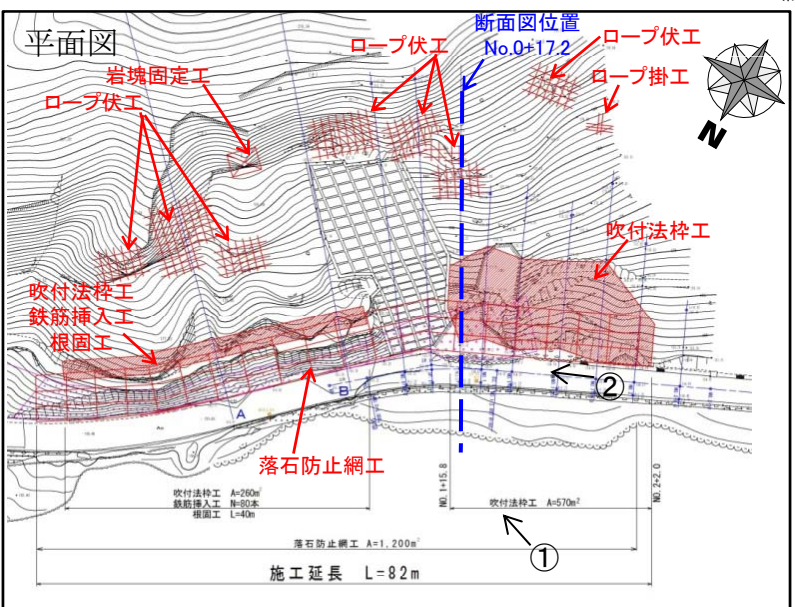 平面図
断面図位置
No.0+17.2
ロープ伏工
ロープ伏工
ロープ掛工
岩塊固定工
ロープ伏工
N
吹付法枠工
吹付法枠工
鉄筋挿入工
根固工
②
A
B
落石防止網工
NO.1+15.8
NO.2+2.0
吹付法枠工 A=260m²
鉄筋挿入工 N=80本
根固工 L=40m
吹付法枠工 A=570m²
①
落石防止網工 A=1,200m²
施工延長 L=82m